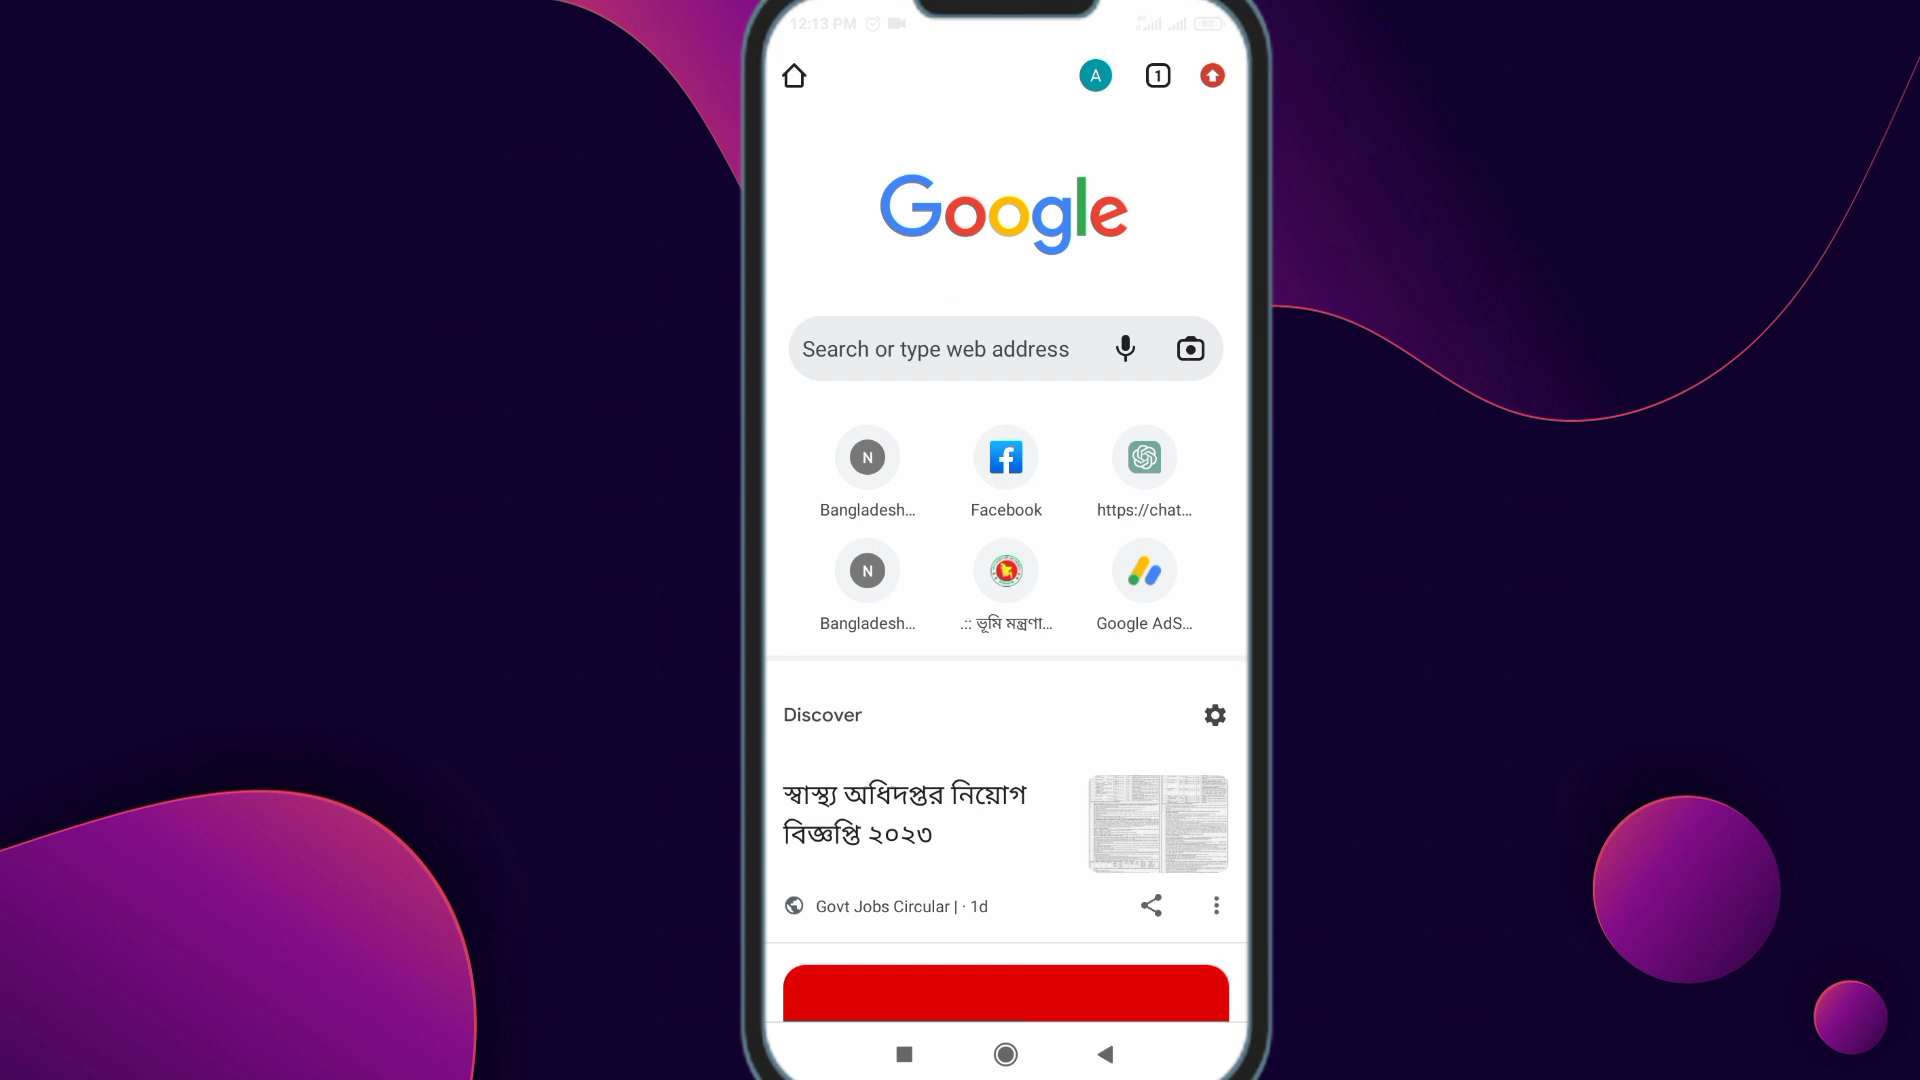 12:13 PM
92
A
1
Google
Search or type web address
N
Bangladesh...
Facebook
https://chat...
N
Bangladesh...
.:: ভূমি মন্ত্রণা...
Google AdS...
Discover
স্বাস্থ্য অধিদপ্তর নিয়োগ
বিজ্ঞপ্তি ২০২৩
Govt Jobs Circular | · 1d